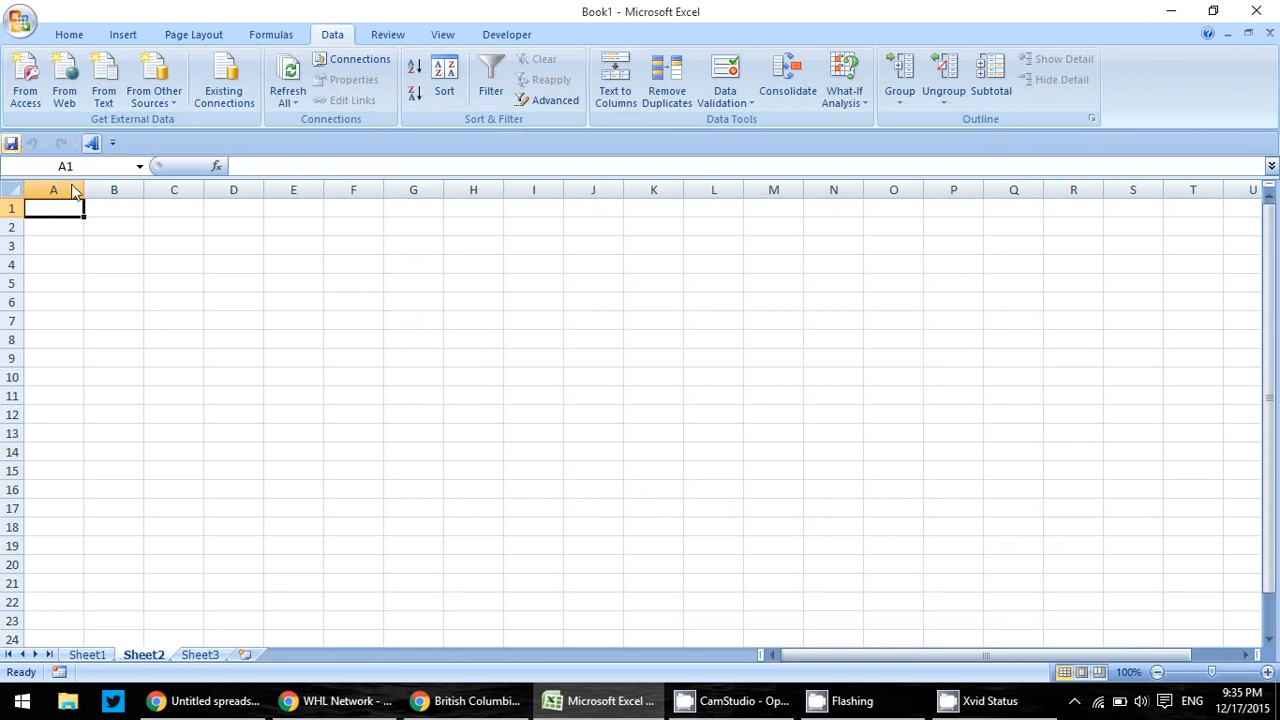 Book1 - Microsoft Excel
Home Insert Page Layout Formulas Data Review View Developer
From Access
From Web
From Text
From Other Sources
Existing Connections
Get External Data
Refresh All
Connections
Properties
Edit Links
Connections
Sort
Filter
Clear
Reapply
Advanced
Sort & Filter
Text to Columns
Remove Duplicates
Data Validation
Consolidate
What-If Analysis
Data Tools
Group
Ungroup
Subtotal
Show Detail
Hide Detail
Outline
A1 fx
A B C D E F G H I J K L M N O P Q R S T U
1
2
3
4
5
6
7
8
9
10
11
12
13
14
15
16
17
18
19
20
21
22
23
24
Sheet1 Sheet2 Sheet3
Ready 100%
Untitled spreads... WHL Network - ... British Columbi... Microsoft Excel ... CamStudio - Op... Flashing Xvid Status ENG 9:35 PM
12/17/2015